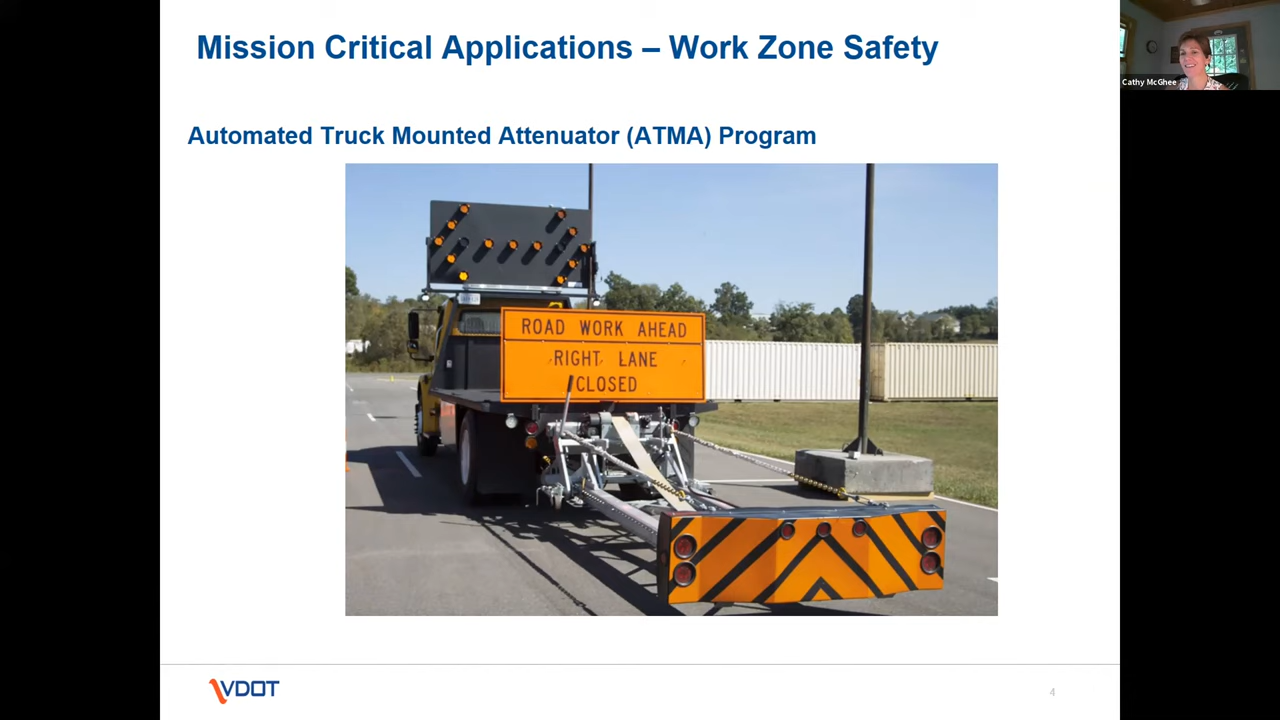 Mission Critical Applications – Work Zone Safety
Cathy McGhee
Automated Truck Mounted Attenuator (ATMA) Program
ROAD WORK AHEAD
RIGHT LANE
CLOSED
VDOT
4